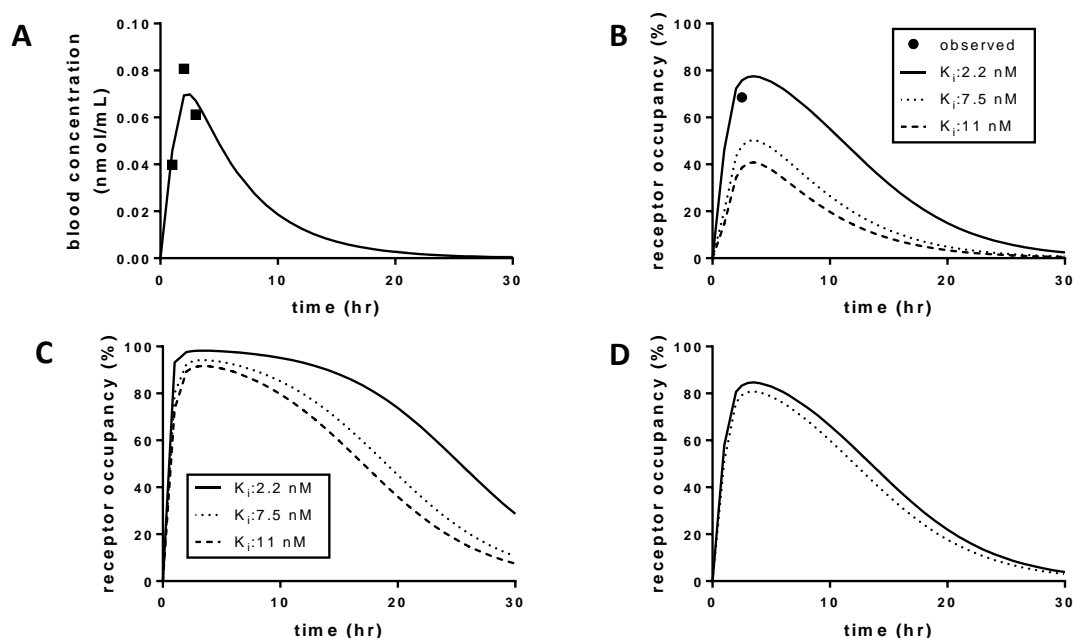 A
blood concentration
(nmol/mL)
0.10
0.08
0.06
0.04
0.02
0.00
0
10
20
30
time (hr)
B
receptor occupancy (%)
100
80
60
40
20
0
0
10
20
30
time (hr)
observed
Ki:2.2 nM
Ki:7.5 nM
Ki:11 nM
C
receptor occupancy (%)
100
80
60
40
20
0
0
10
20
30
time (hr)
Ki:2.2 nM
Ki:7.5 nM
Ki:11 nM
D
receptor occupancy (%)
100
80
60
40
20
0
0
10
20
30
time (hr)